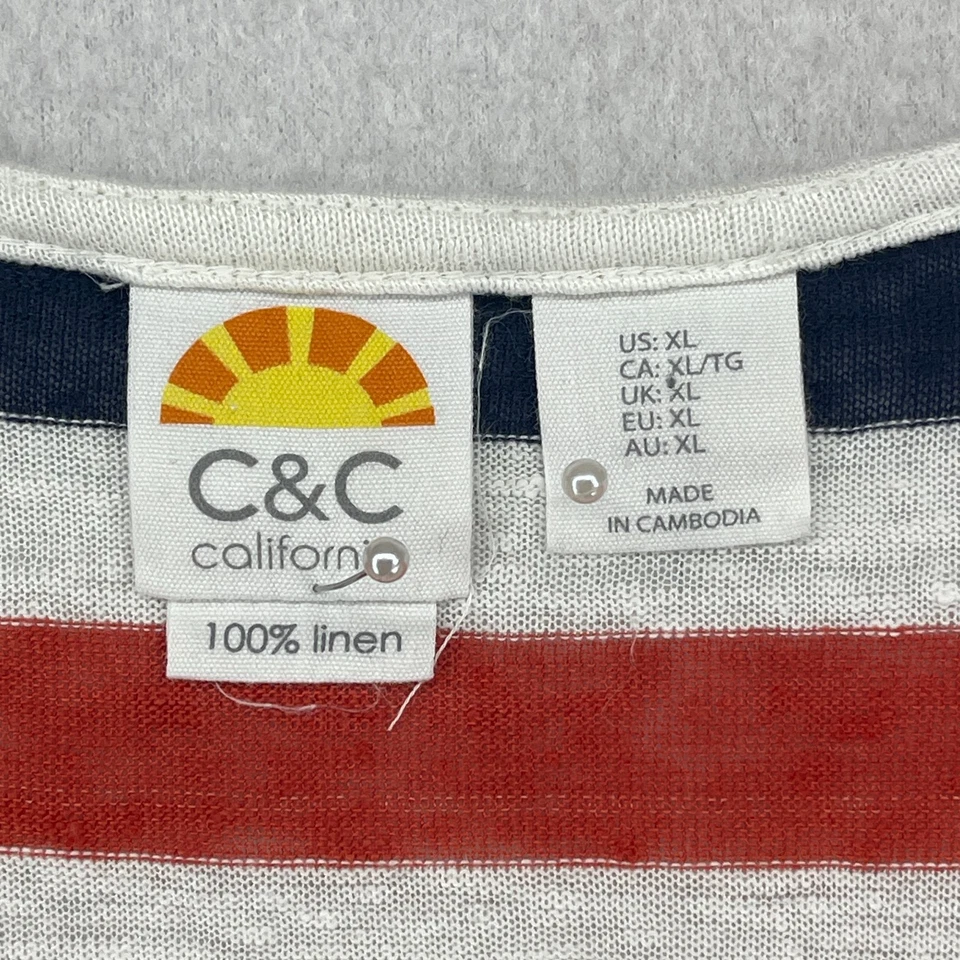 C&C
californi
100% linen
US: XL
CA: XL/TG
UK: XL
EU: XL
AU: XL
MADE
IN CAMBODIA